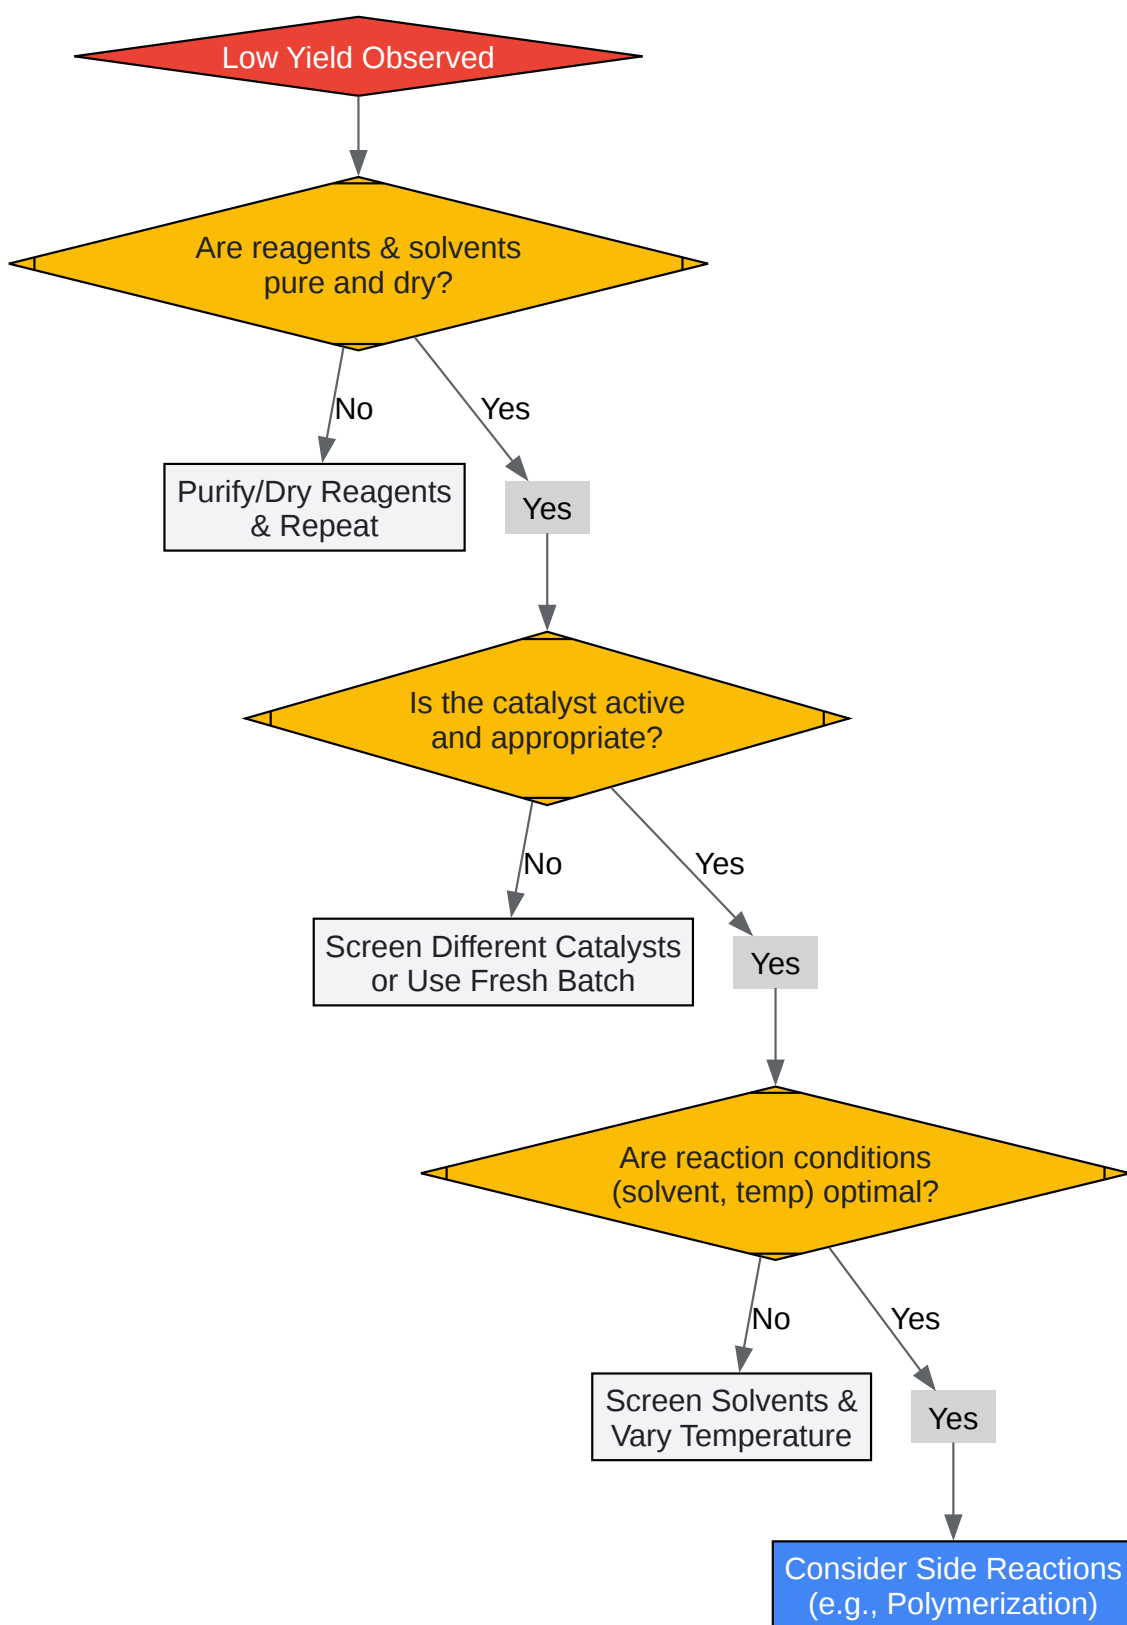 Low Yield Observed
Are reagents & solvents
pure and dry?
No
Yes
Purify/Dry Reagents
& Repeat
Yes
Is the catalyst active
and appropriate?
No
Yes
Screen Different Catalysts
or Use Fresh Batch
Yes
Are reaction conditions
(solvent, temp) optimal?
No
Yes
Screen Solvents &
Vary Temperature
Yes
Consider Side Reactions
(e.g., Polymerization)